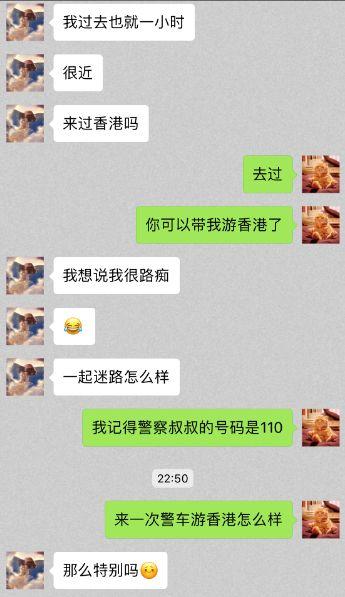 我过去也就一小时
很近
来过香港吗
去过
你可以带我游香港了
我想说我很路痴
😂
一起迷路怎么样
我记得警察叔叔的号码是110
22:50
来一次警车游香港怎么样
那么特别吗☺️